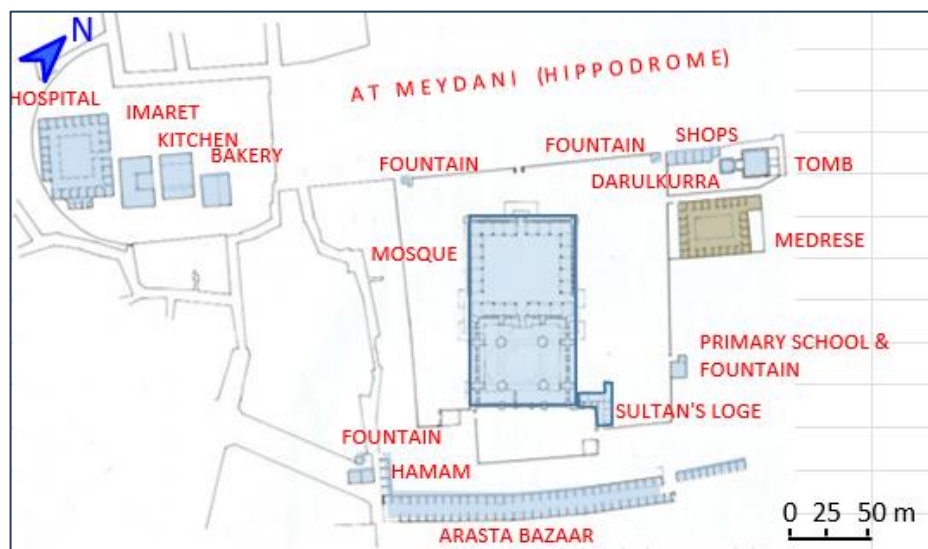 N
AT MEYDANI (HIPPODROME)
HOSPITAL
IMARET
KITCHEN
BAKERY
FOUNTAIN
FOUNTAIN
SHOPS
TOMB
DARULKURRA
MOSQUE
MEDRESE
PRIMARY SCHOOL &
FOUNTAIN
SULTAN'S LOGE
FOUNTAIN
HAMAM
ARASTA BAZAAR
0 25 50 m